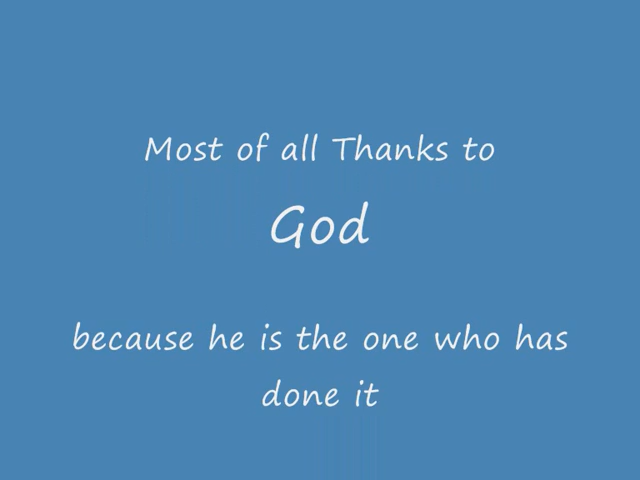 Most of all Thanks to
God
because he is the one who has
done it